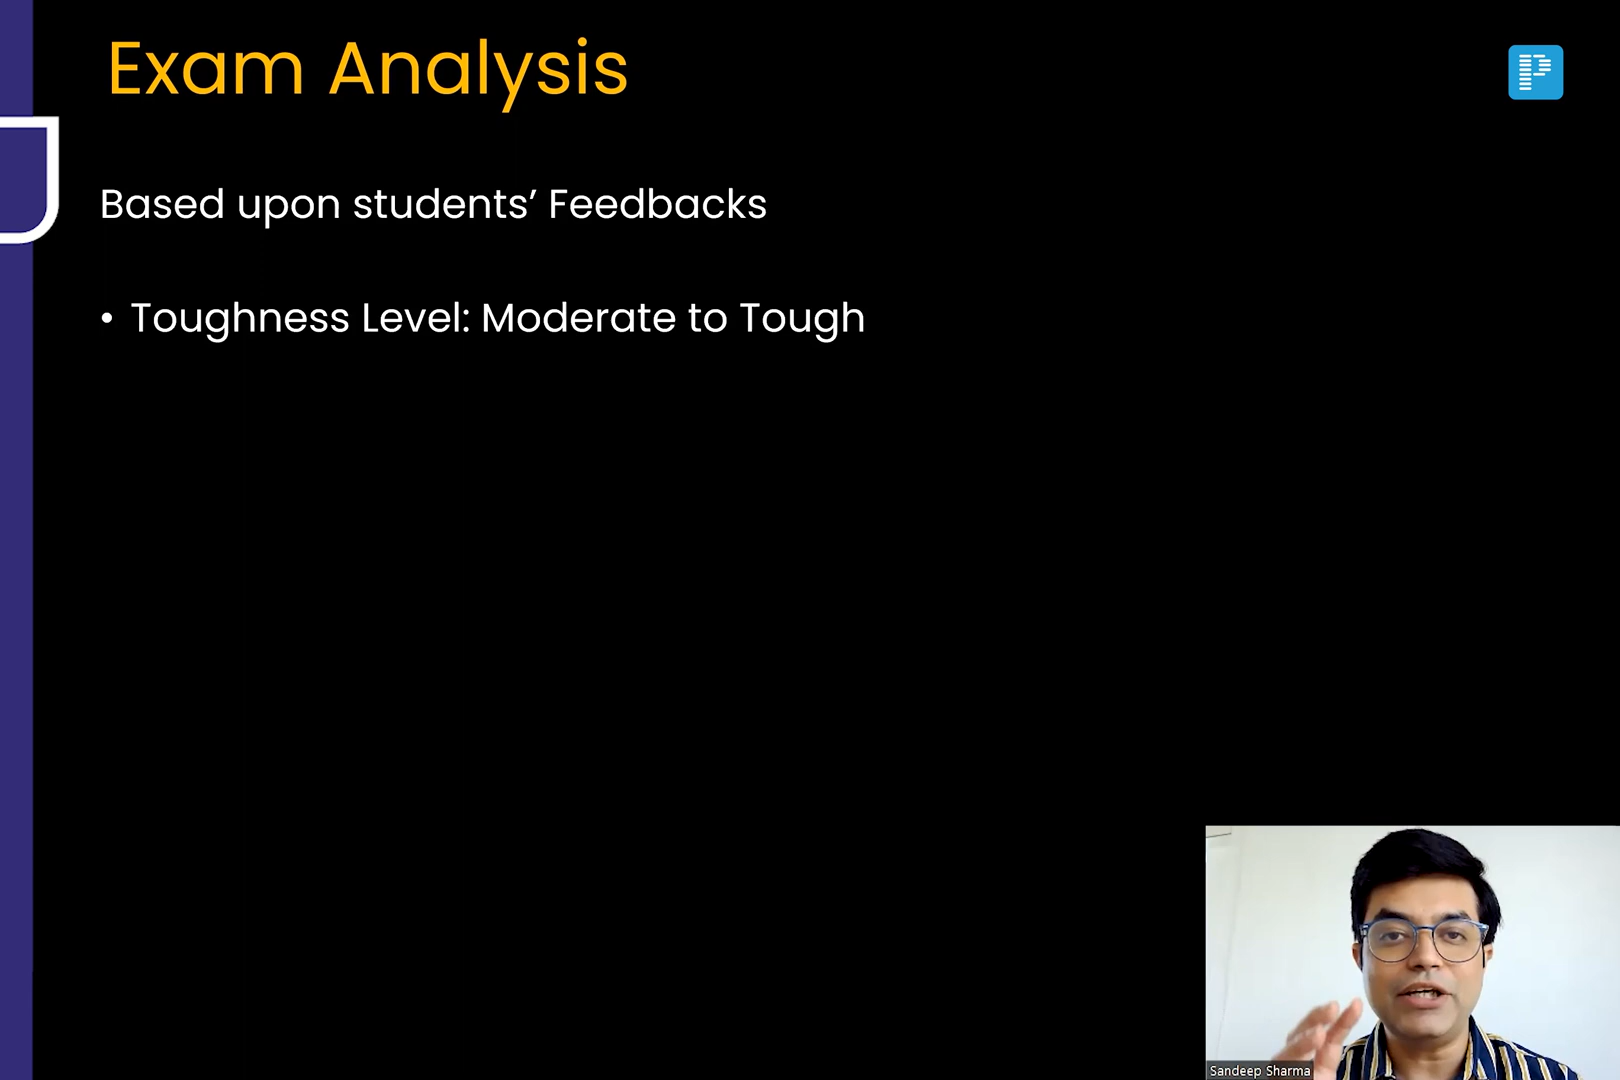 Exam Analysis
Based upon students’ Feedbacks
• Toughness Level: Moderate to Tough
Sandeep Sharma